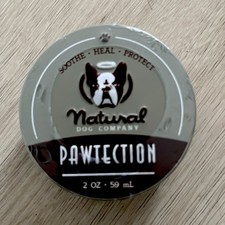 SOOTHE · HEAL · PROTECT
Natural
DOG COMPANY
PAWTECTION
2 OZ · 59 mL